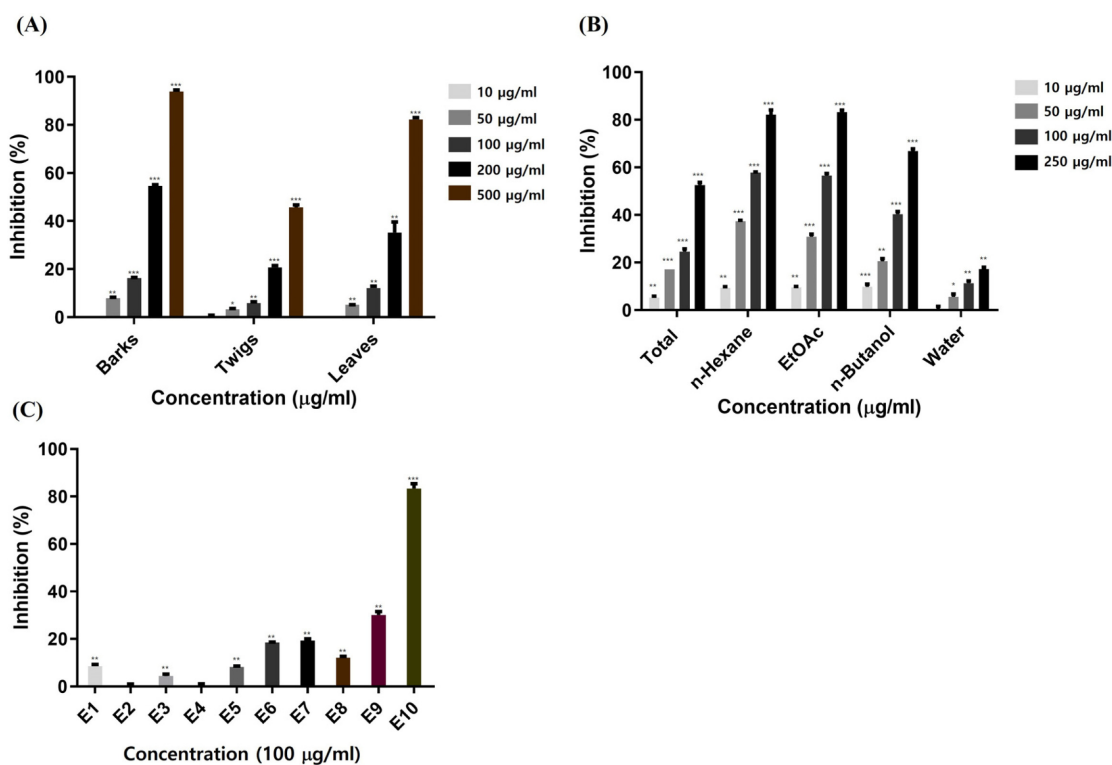 (A)
Inhibition (%)
100
80
60
40
20
0
** *** *** ***
* ** *** ***
** ** ** ***
Barks Twigs Leaves
Concentration (μg/ml)
10 μg/ml
50 μg/ml
100 μg/ml
200 μg/ml
500 μg/ml
(B)
Inhibition (%)
100
80
60
40
20
0
** *** *** ***
** *** *** ***
** *** *** ***
*** ** *** ***
* ** **
Total n-Hexane EtOAc n-Butanol Water
Concentration (μg/ml)
10 μg/ml
50 μg/ml
100 μg/ml
250 μg/ml
(C)
Inhibition (%)
100
80
60
40
20
0
** ** ** ** ** ** ** ***
E1 E2 E3 E4 E5 E6 E7 E8 E9 E10
Concentration (100 μg/ml)